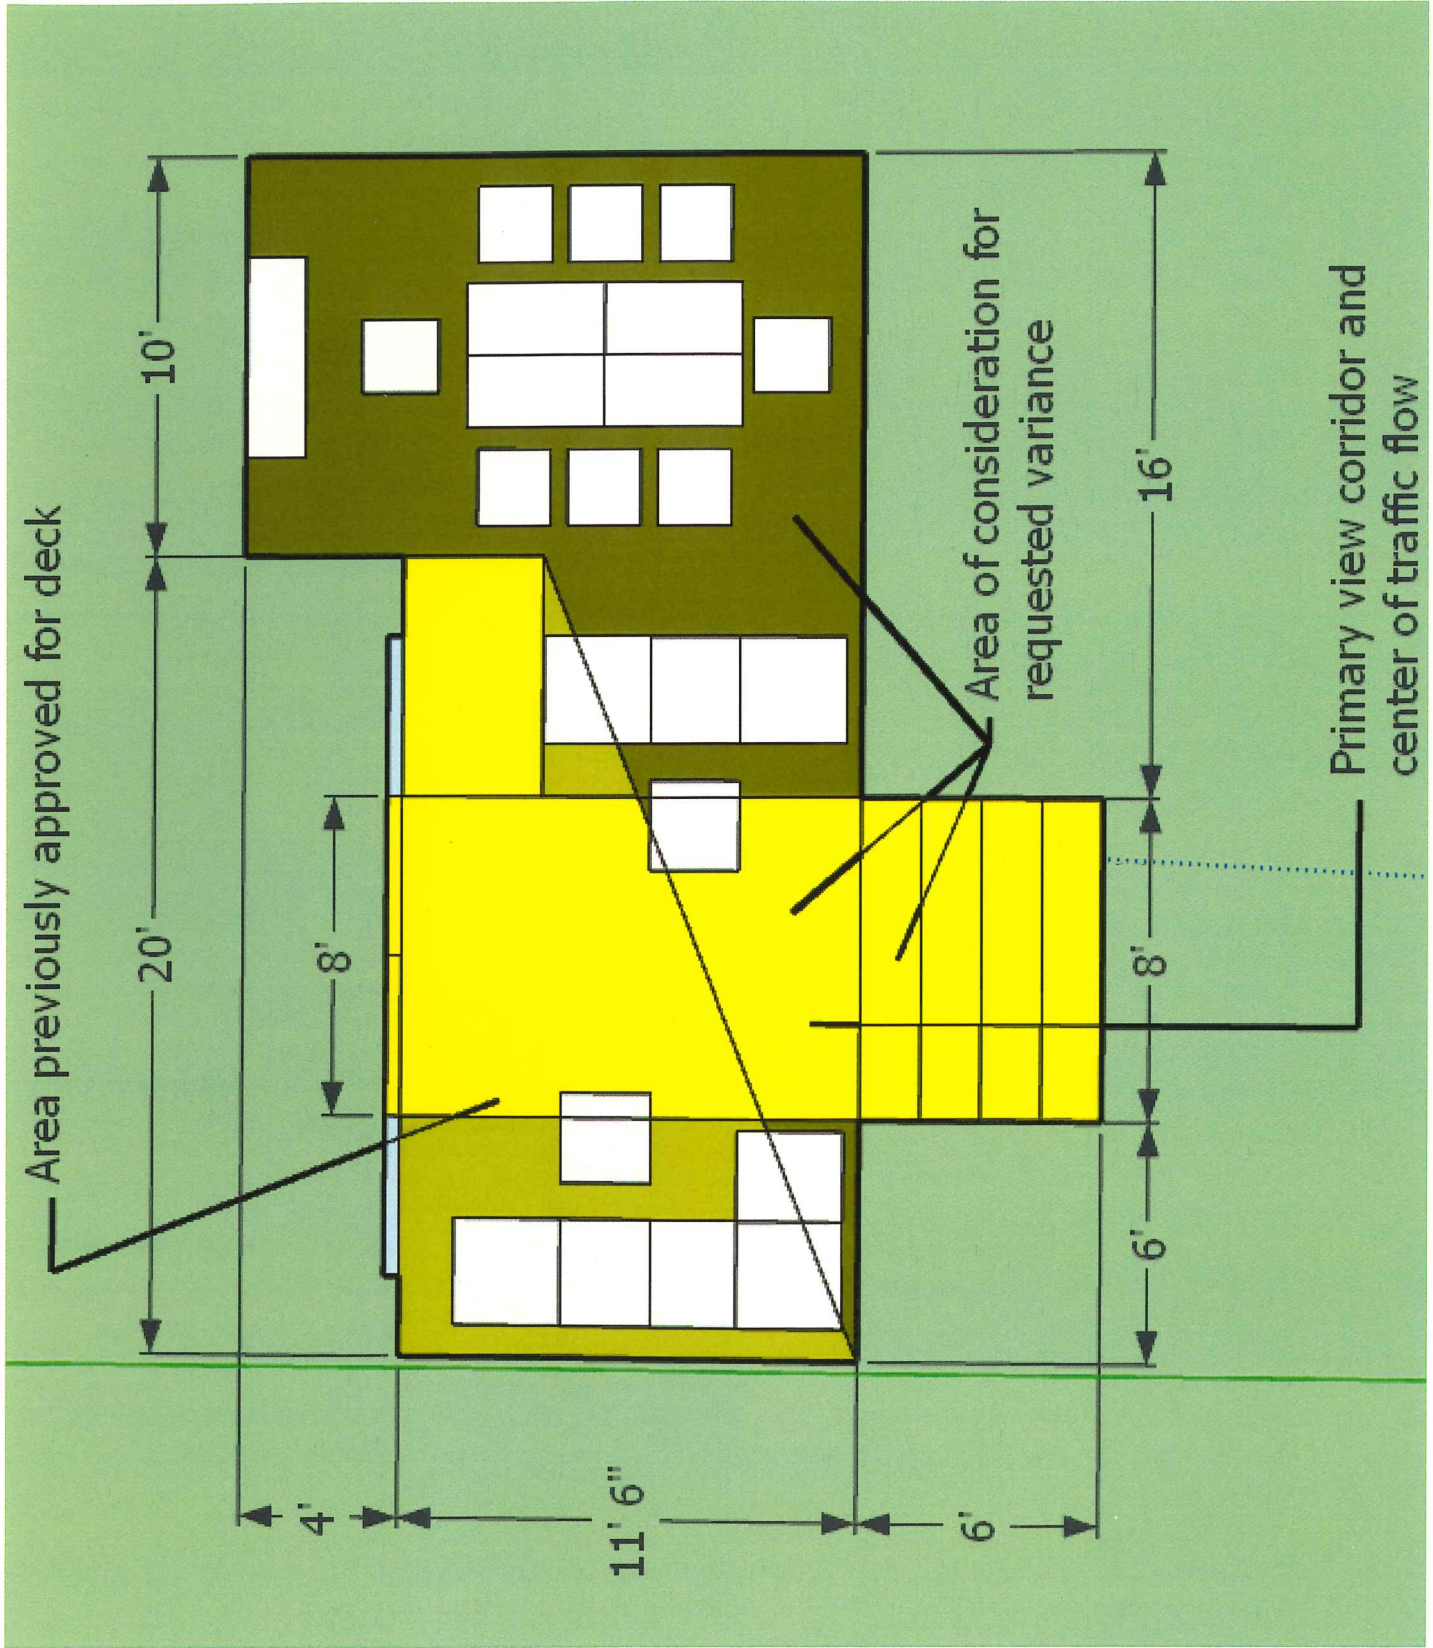 Area previously approved for deck
20'
10'
8'
4'
11' 6"
6'
6'
8'
16'
Area of consideration for
requested variance
Primary view corridor and
center of traffic flow